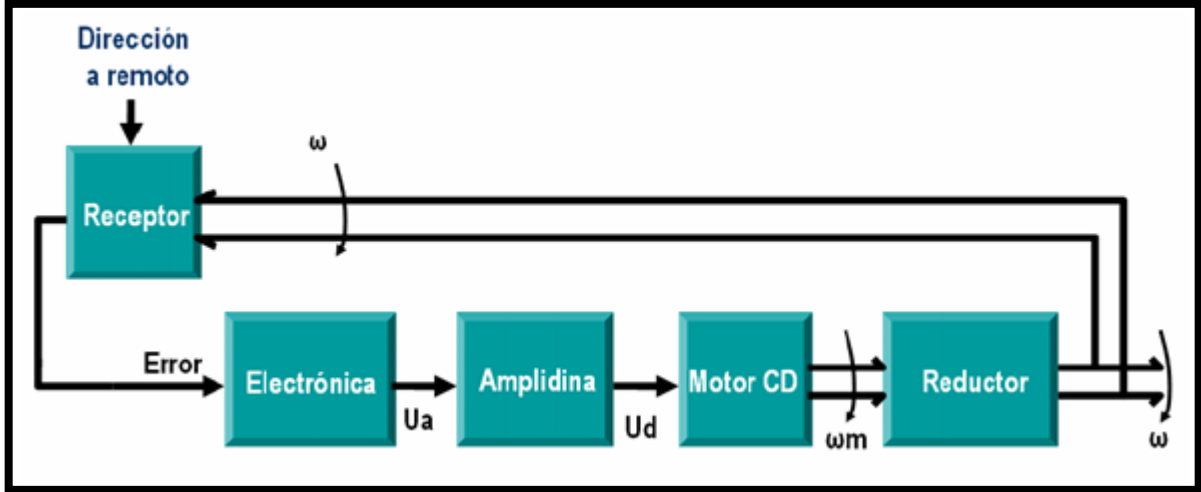 Dirección
a remoto
ω
Receptor
Error
Electrónica
Ua
Amplidina
Ud
Motor CD
ωm
Reductor
ω